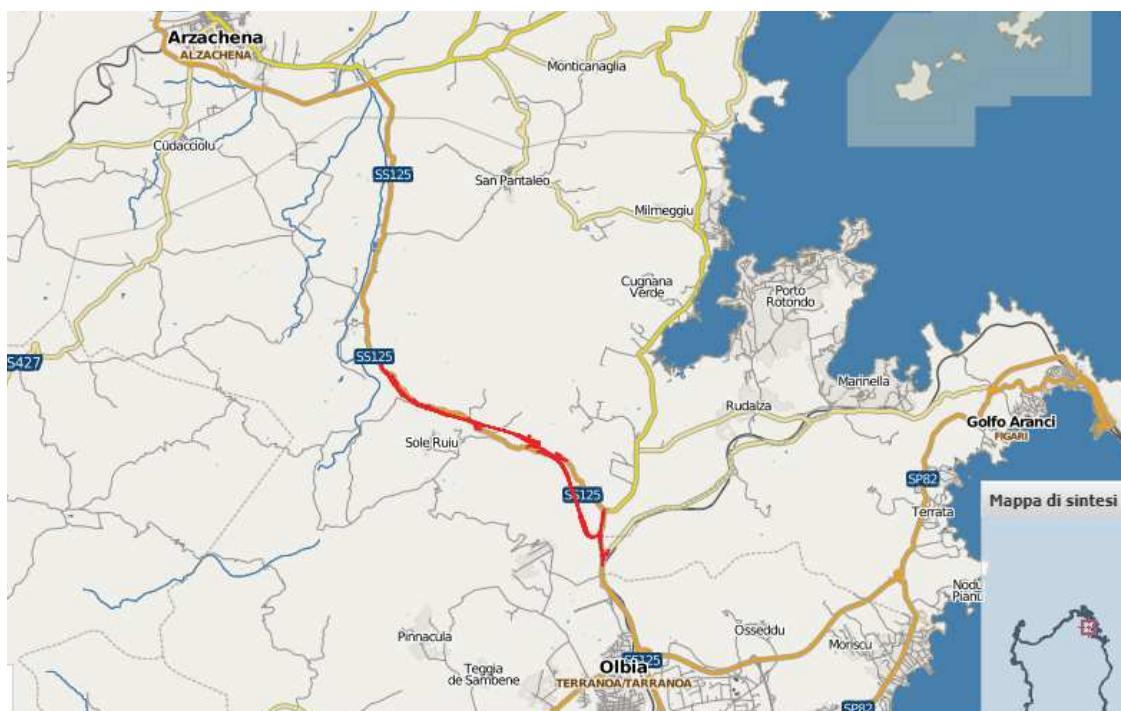 Arzachena
ALZACHENA
Monticanaglia
Cudacciolu
SS125
San Pantaleo
Milmeggiu
Cugnana
Verde
Porto
Rotondo
SS125
S427
Marinella
Rudalza
Golfo Aranci
FIGARI
Sole Ruiu
SP82
SS125
Mappa di sintesi
Terrata
Nodu
Pianu
Pinnacula
Osseddu
Moriscu
SS125
Olbia
Teggia
de Sambene
TERRANOA/TARRANOA
SP82